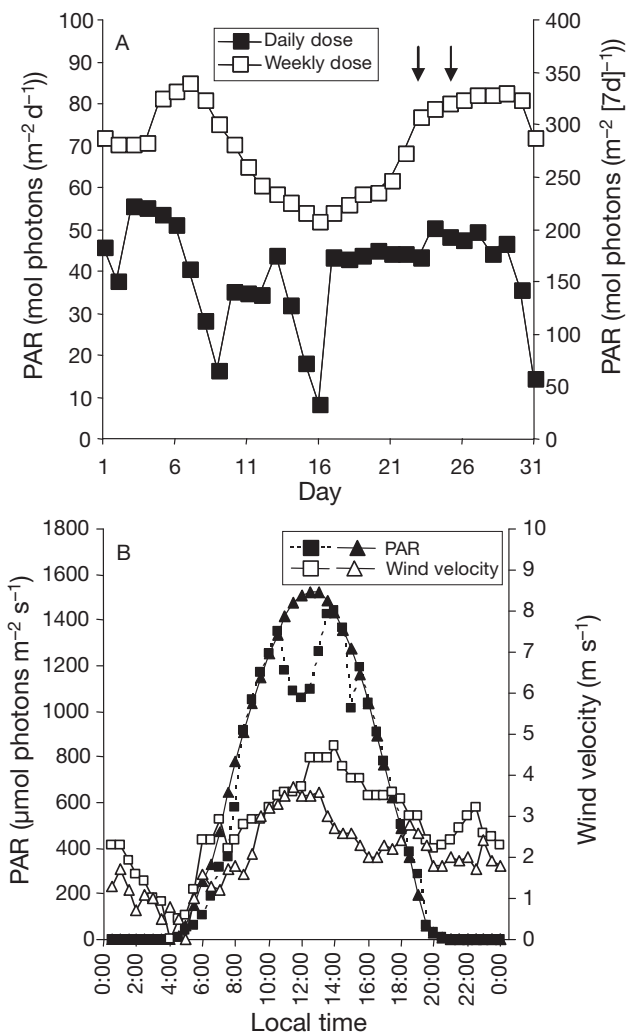 A
Daily dose
Weekly dose
PAR (mol photons (m⁻² d⁻¹))
100
90
80
70
60
50
40
30
20
10
0
PAR (mol photons (m⁻² [7d]⁻¹))
400
350
300
250
200
150
100
50
0
1 6 11 16 21 26 31
Day
B
PAR
Wind velocity
PAR (µmol photons m⁻² s⁻¹)
1800
1600
1400
1200
1000
800
600
400
200
0
Wind velocity (m s⁻¹)
10
9
8
7
6
5
4
3
2
1
0
0:00 2:00 4:00 6:00 8:00 10:00 12:00 14:00 16:00 18:00 20:00 22:00 0:00
Local time